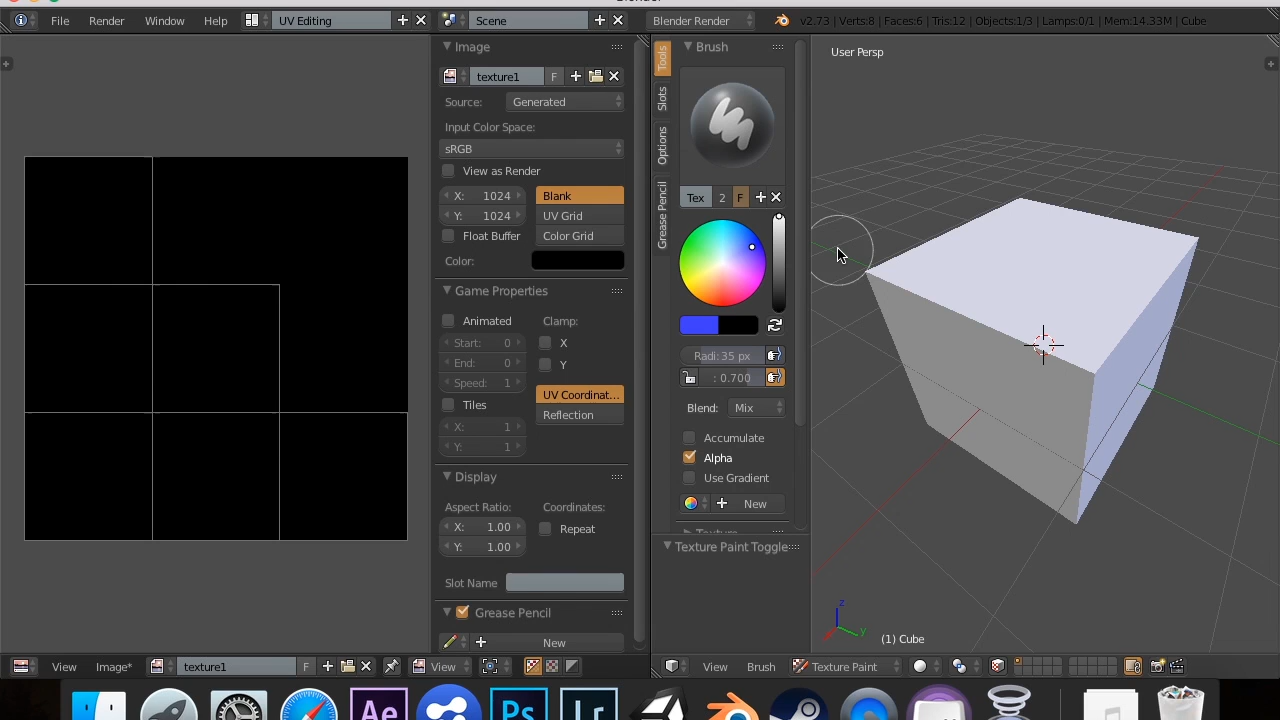 File Render Window Help UV Editing Scene Blender Render v2.73 | Verts:8 | Faces:6 | Tris:12 | Objects:1/3 | Lamps:0/1 | Mem:14.33M | Cube
Image
texture1 F
Source: Generated
Input Color Space:
sRGB
View as Render
X: 1024 Blank
Y: 1024 UV Grid
Float Buffer Color Grid
Color:
Game Properties
Animated Clamp:
Start: 0 X
End: 0 Y
Speed: 1
Tiles UV Coordinat...
X: 1 Reflection
Y: 1
Display
Aspect Ratio: Coordinates:
X: 1.00 Repeat
Y: 1.00
Slot Name
Grease Pencil
New
View Image* texture1 F View
Tools
Slots
Options
Grease Pencil
Brush
Tex 2 F
Radi: 35 px
: 0.700
Blend: Mix
Accumulate
Alpha
Use Gradient
New
Texture
Texture Paint Toggle
User Persp
z
y
(1) Cube
View Brush Texture Paint
Ae Ps Lr